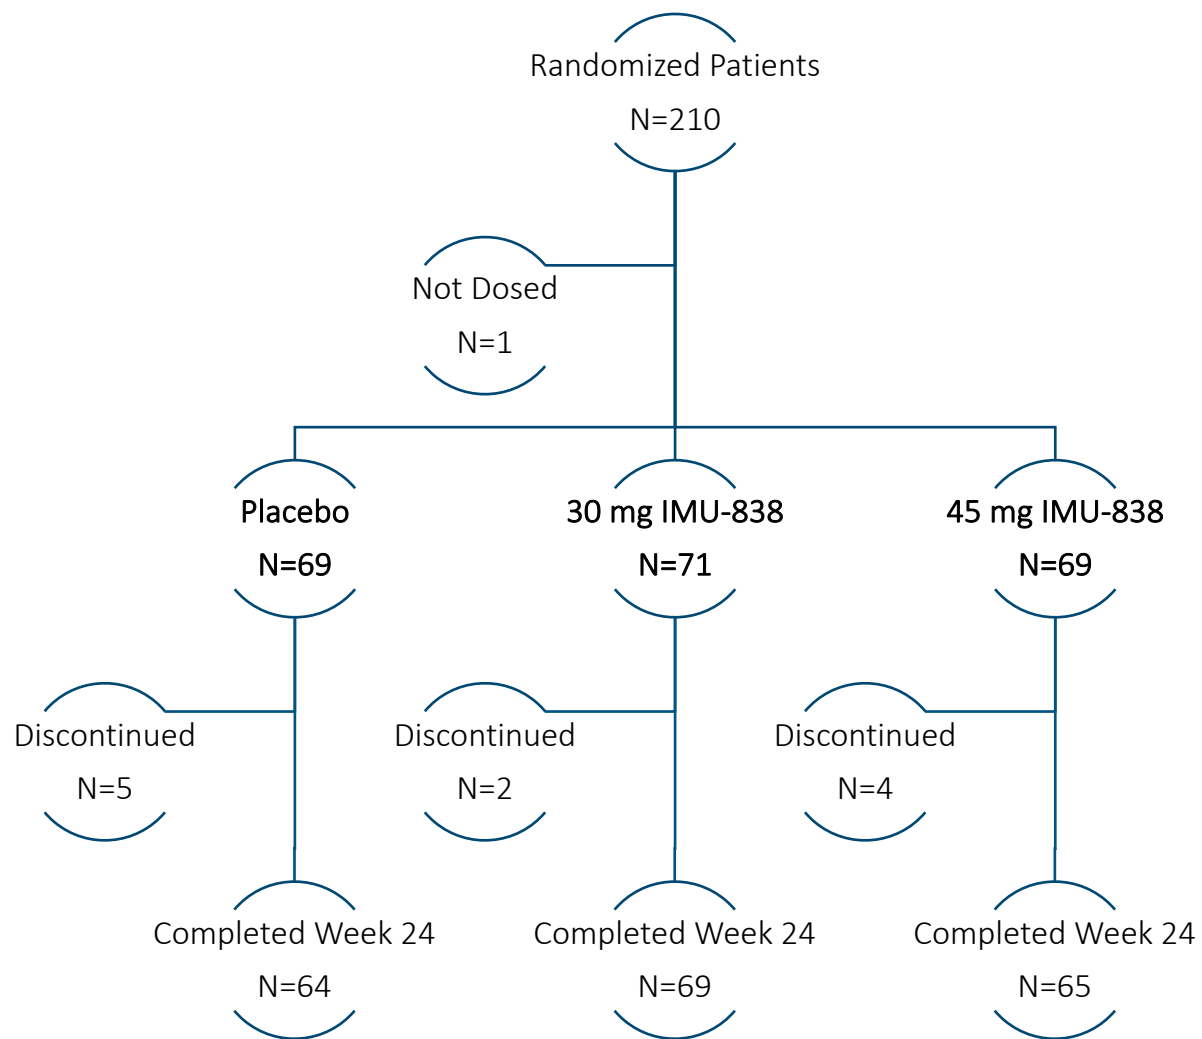 Randomized Patients
N=210
Not Dosed
N=1
Placebo
N=69
30 mg IMU-838
N=71
45 mg IMU-838
N=69
Discontinued
N=5
Discontinued
N=2
Discontinued
N=4
Completed Week 24
N=64
Completed Week 24
N=69
Completed Week 24
N=65